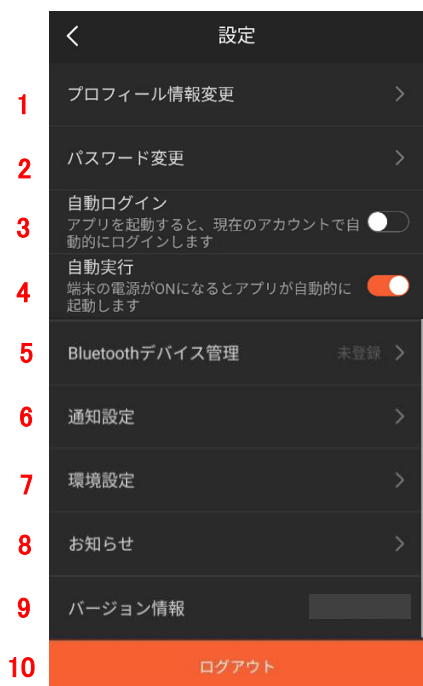 設定
1 プロフィール情報変更
2 パスワード変更
自動ログイン
3 アプリを起動すると、現在のアカウントで自
動的にログインします
自動実行
4 端末の電源がONになるとアプリが自動的に
起動します
5 Bluetoothデバイス管理 未登録
6 通知設定
7 環境設定
8 お知らせ
9 バージョン情報
10 ログアウト